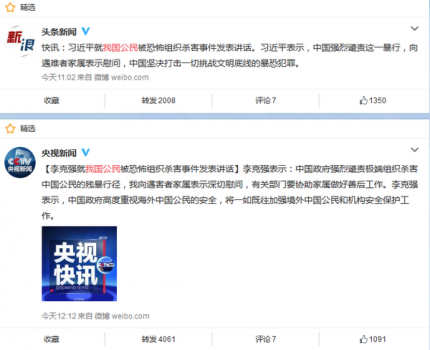 精选
头条新闻
快讯：习近平就我国公民被恐怖组织杀害事件发表讲话。习近平表示，中国强烈谴责这一暴行，向
遇难者家属表示慰问，中国坚决打击一切挑战文明底线的暴恐犯罪。
今天 11:02 来自 微博 weibo.com
收藏 转发 2008 评论 7 1350
精选
央视新闻
【李克强就我国公民被恐怖组织杀害事件发表讲话】李克强表示：中国政府强烈谴责极端组织杀害
中国公民的残暴行径，我向遇害者家属表示深切慰问，有关部门要协助家属做好善后工作。李克强
表示，中国政府高度重视海外中国公民的安全，将一如既往加强境外中国公民和机构安全保护工
作。
央视
快讯
今天 12:12 来自 微博 weibo.com
收藏 转发 4061 评论 7 1091